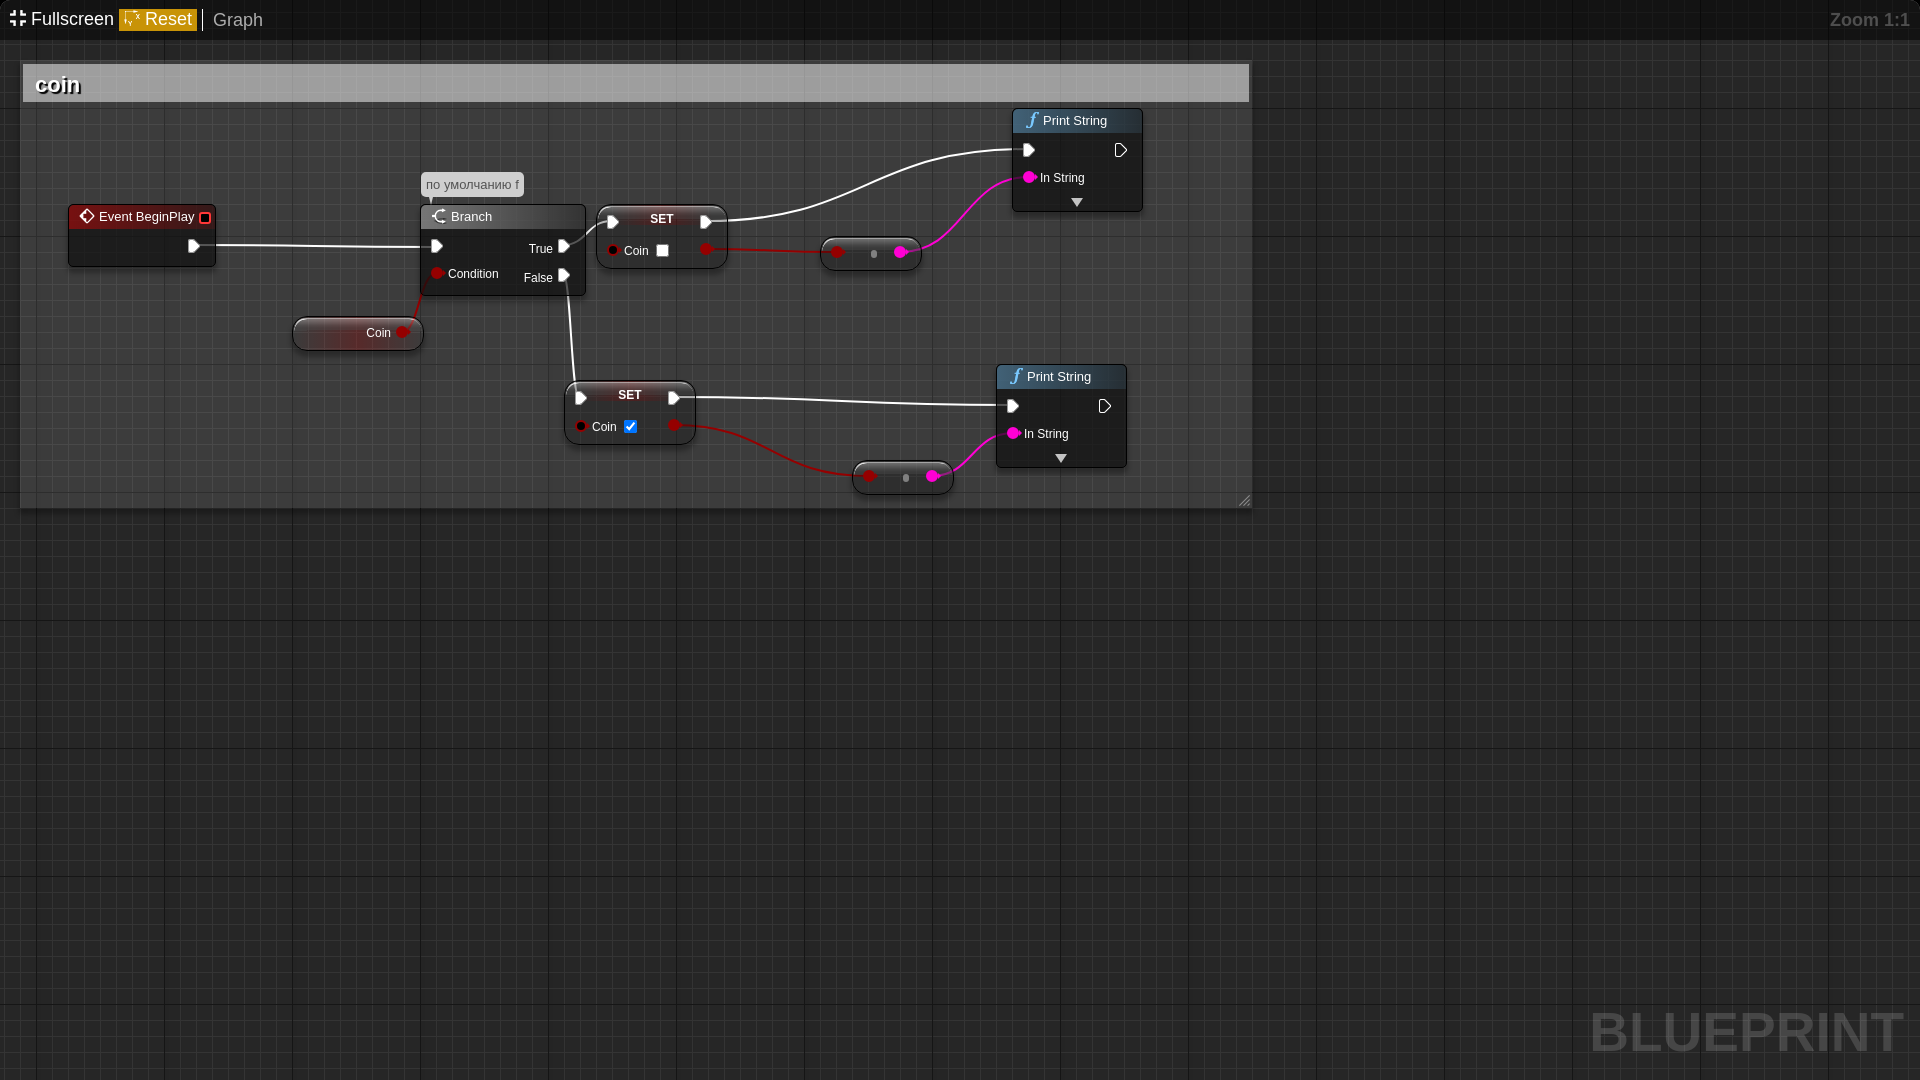 Fullscreen Reset Graph Zoom 1:1
coin
Print String
In String
по умолчанию f
Event BeginPlay
Branch
True
Condition
False
SET
Coin
Coin
SET
Coin
Print String
In String
BLUEPRINT